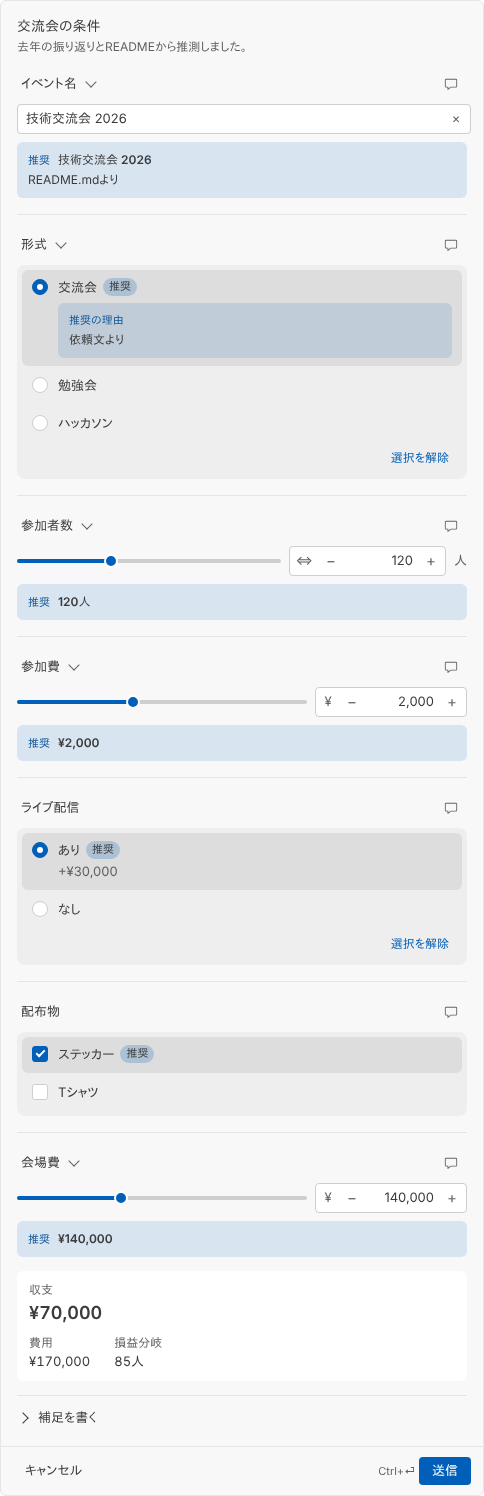 交流会の条件
去年の振り返りとREADMEから推測しました。
イベント名
技術交流会 2026 ×
推奨 技術交流会 2026
README.mdより
形式
交流会 推奨
推奨の理由
依頼文より
勉強会
ハッカソン
選択を解除
参加者数
− 120 + 人
推奨 120人
参加費
¥ − 2,000 +
推奨 ¥2,000
ライブ配信
あり 推奨
+¥30,000
なし
選択を解除
配布物
ステッカー 推奨
Tシャツ
会場費
¥ − 140,000 +
推奨 ¥140,000
収支
¥70,000
費用 損益分岐
¥170,000 85人
補足を書く
キャンセル Ctrl+⏎ 送信